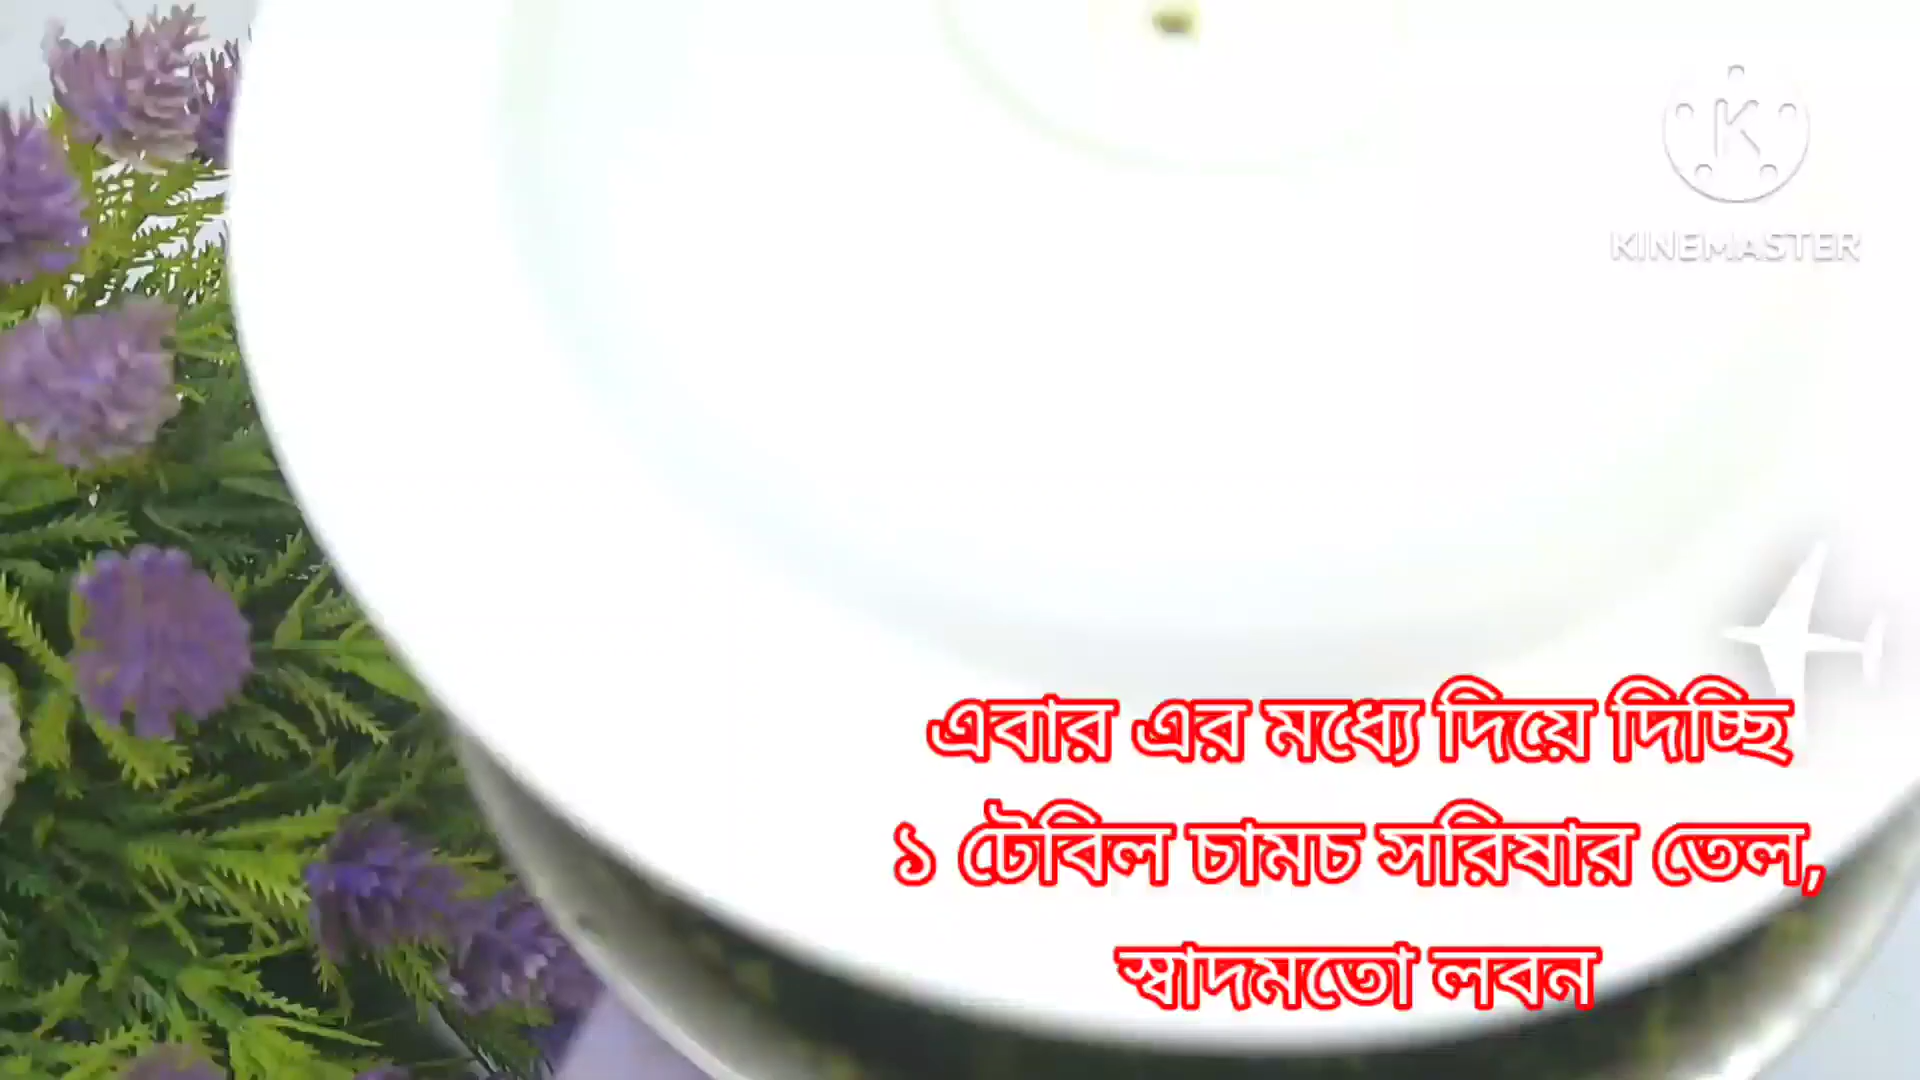 KINEMASTER
এবার এর মধ্যে দিয়ে দিচ্ছি
১ টেবিল চামচ সরিষার তেল,
স্বাদমতো লবন